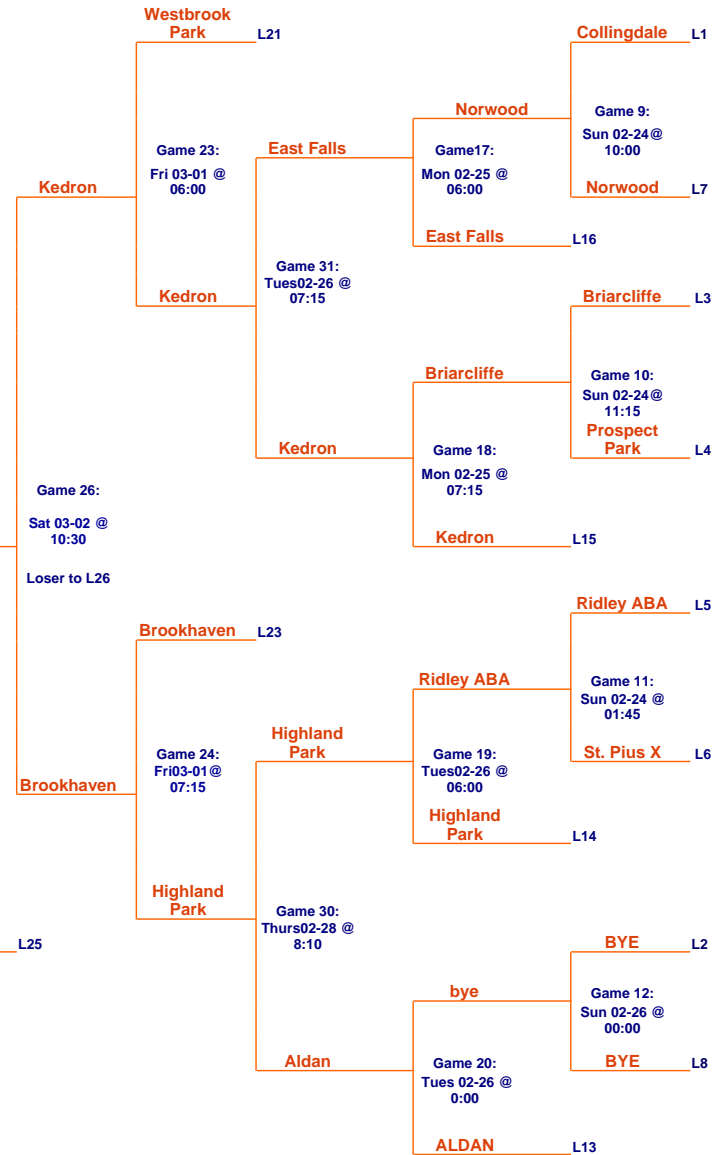 Westbrook
Park
L21
Collingdale
L1
Norwood
Game 9:
Sun 02-24@
10:00
Game 23:
Fri 03-01 @
06:00
East Falls
Game17:
Mon 02-25 @
06:00
Kedron
Norwood
L7
East Falls
L16
Game 31:
Tues02-26 @
07:15
Kedron
Briarcliffe
L3
Briarcliffe
Game 10:
Sun 02-24@
11:15
Prospect
Park
L4
Kedron
Game 18:
Mon 02-25 @
07:15
Game 26:
Sat 03-02 @
10:30
Loser to L26
Kedron
L15
Ridley ABA
L5
Brookhaven
L23
Ridley ABA
Game 11:
Sun 02-24 @
01:45
Highland
Park
St. Pius X
L6
Game 24:
Fri03-01@
07:15
Game 19:
Tues02-26 @
06:00
Brookhaven
Highland
Park
L14
Highland
Park
Game 30:
Thurs02-28 @
8:10
L25
BYE
L2
bye
Game 12:
Sun 02-26 @
00:00
Aldan
Game 20:
Tues 02-26 @
0:00
BYE
L8
ALDAN
L13